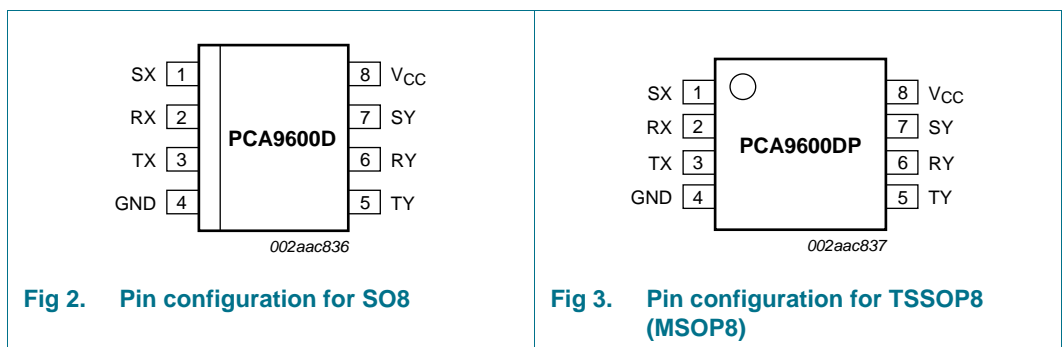 SX 1
RX 2
TX 3
GND 4
PCA9600D
8 VCC
7 SY
6 RY
5 TY
002aac836
Fig 2. Pin configuration for SO8
SX 1
RX 2
TX 3
GND 4
PCA9600DP
8 VCC
7 SY
6 RY
5 TY
002aac837
Fig 3. Pin configuration for TSSOP8
(MSOP8)